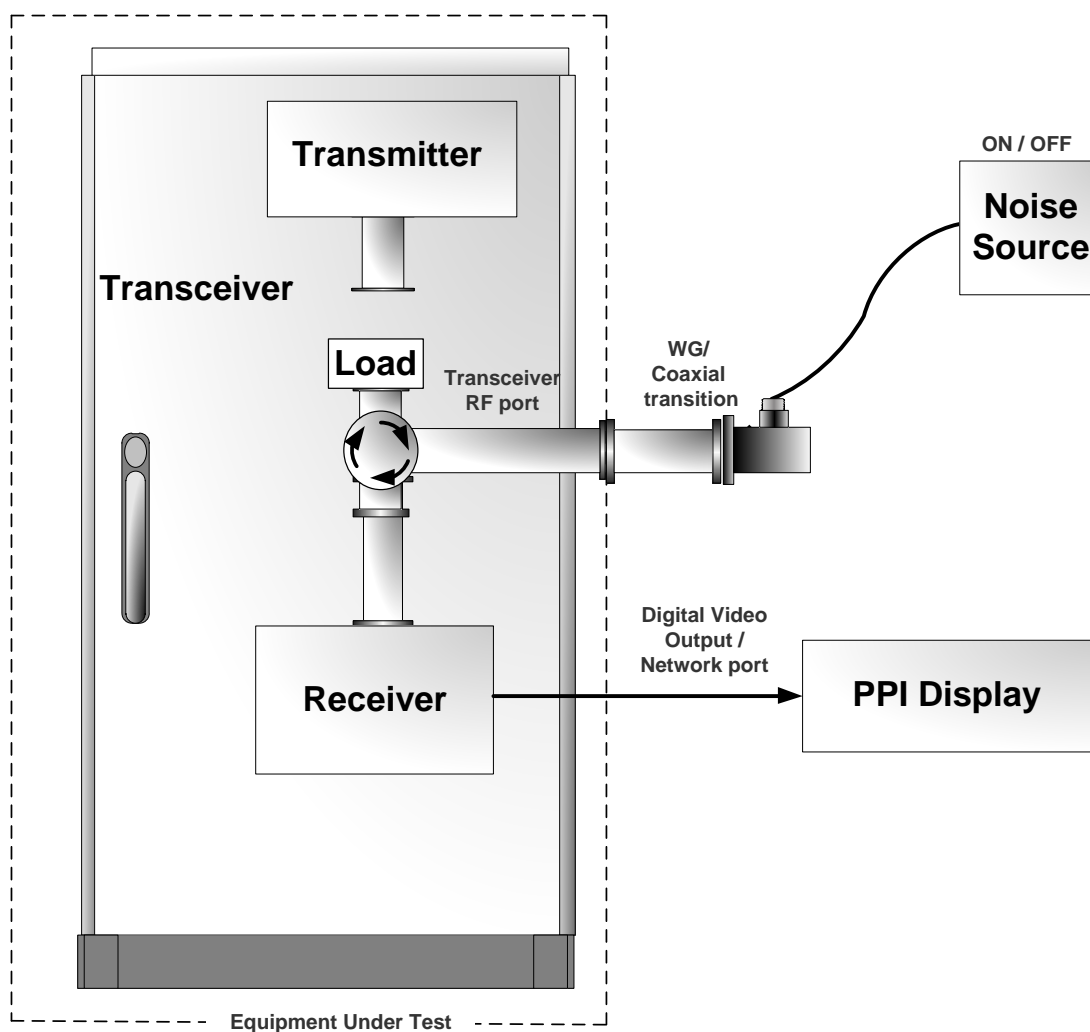 Transmitter
ON / OFF
Noise
Source
Transceiver
Load
Transceiver
RF port
WG/
Coaxial
transition
Digital Video
Output /
Network port
Receiver
PPI Display
Equipment Under Test